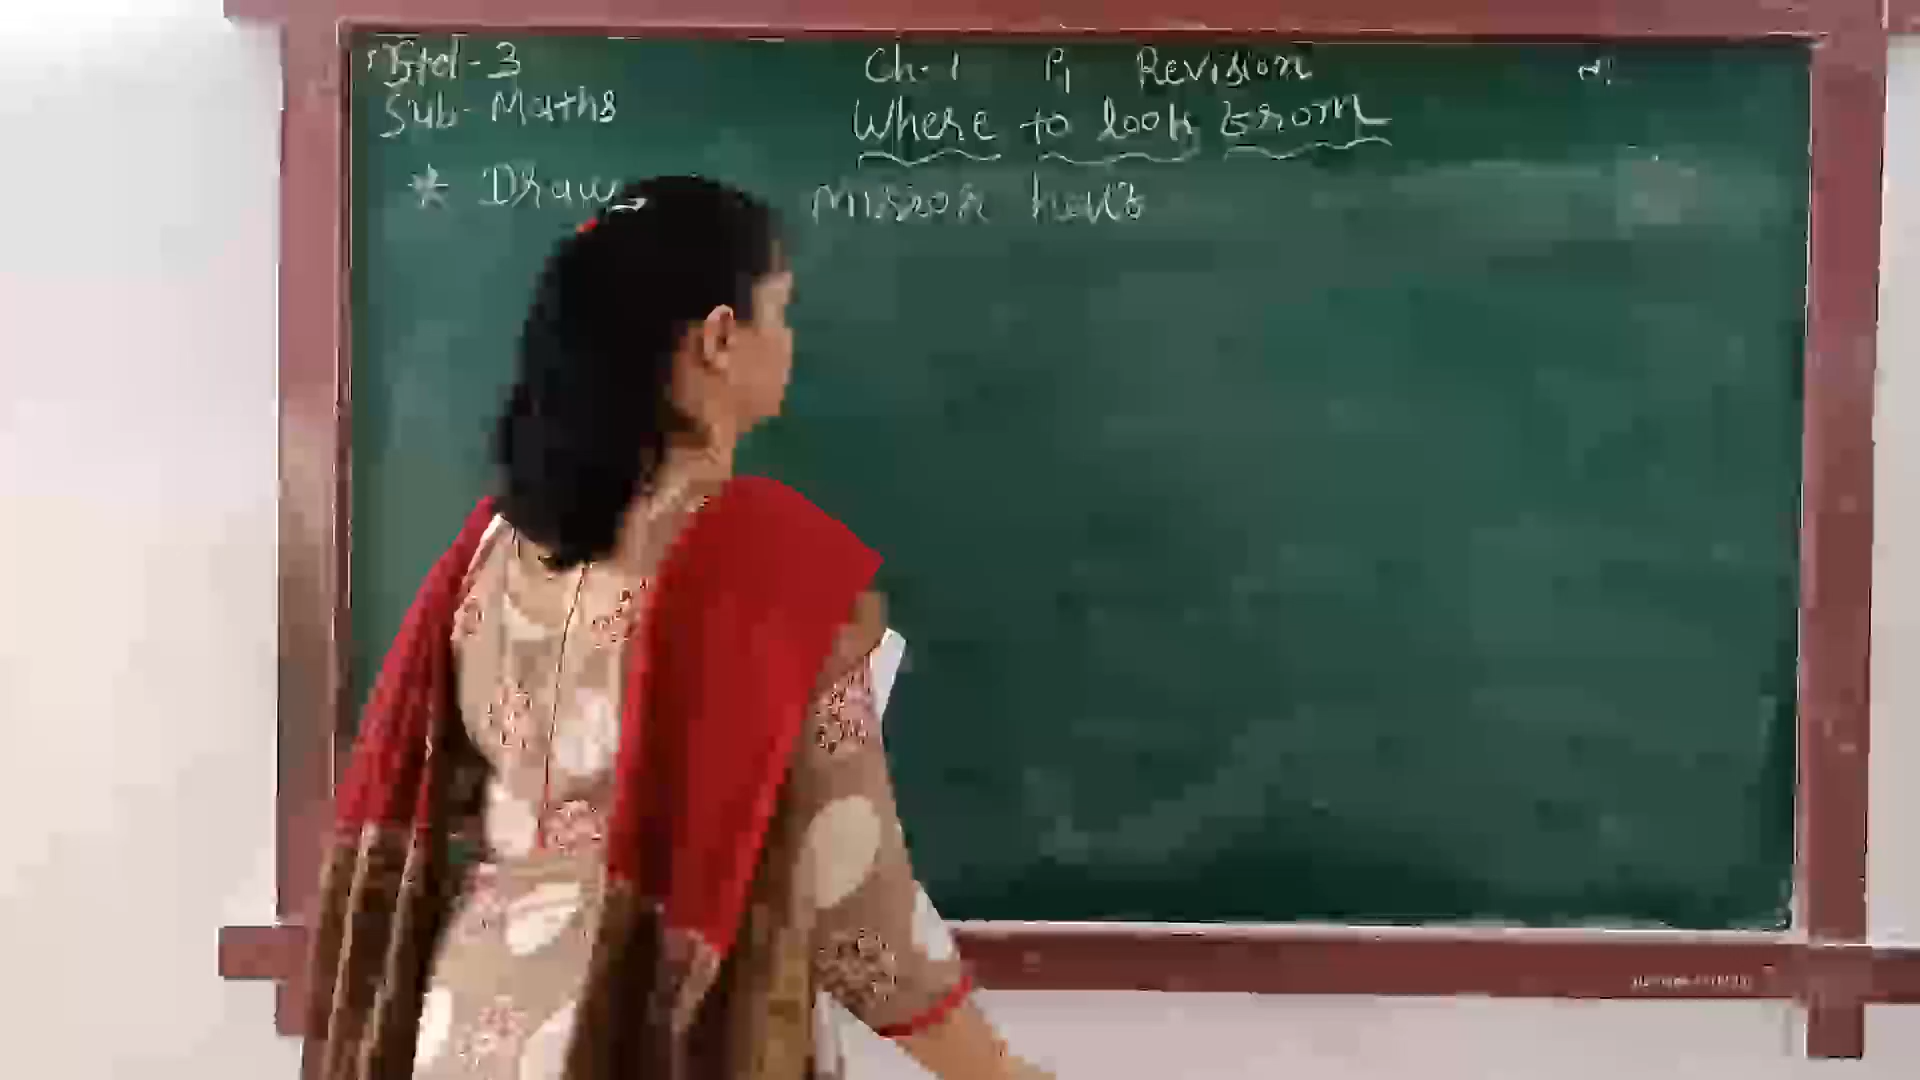 Std-3
Sub-Maths
Ch-1 P1 Revision
Where to look From
* Draw mirror half